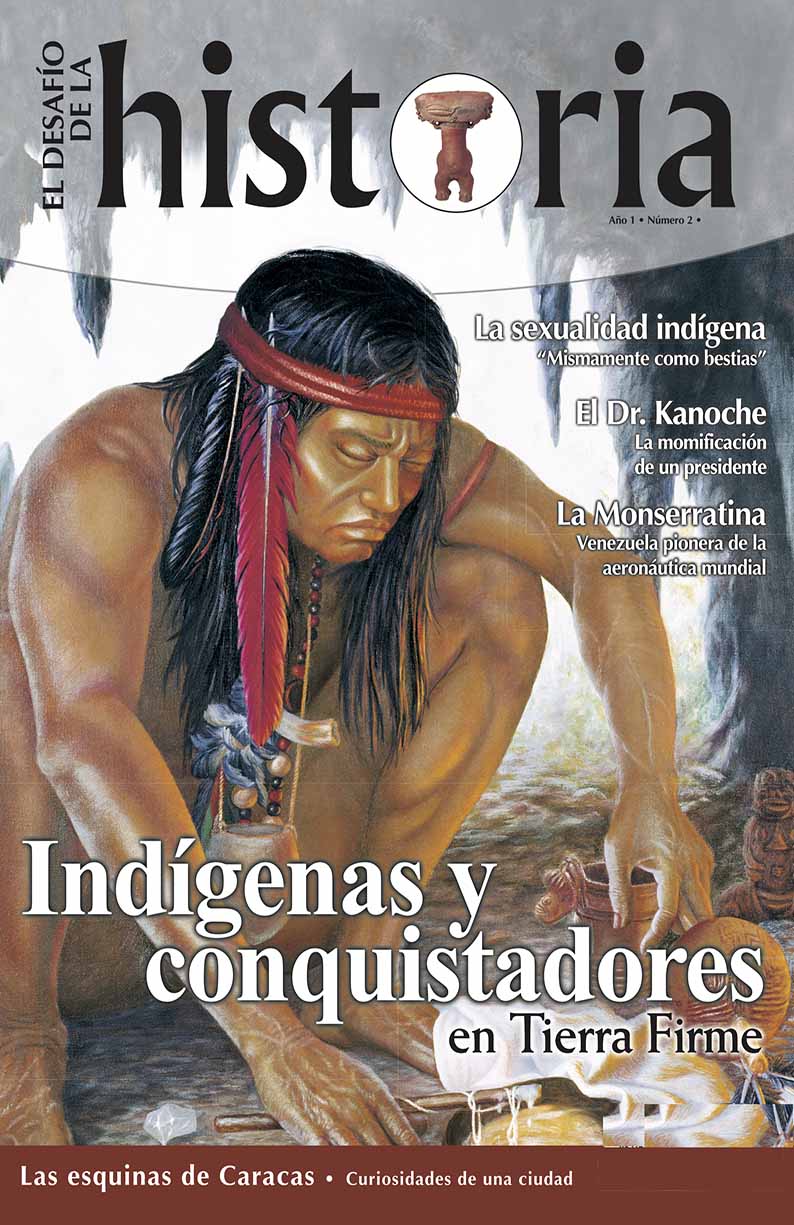 EL DESAFÍO
DE LA
historia
Año 1 • Número 2 •
La sexualidad indígena
“Mismamente como bestias”
El Dr. Kanoche
La momificación
de un presidente
La Monserratina
Venezuela pionera de la
aeronáutica mundial
Indígenas y
conquistadores
en Tierra Firme
Las esquinas de Caracas • Curiosidades de una ciudad